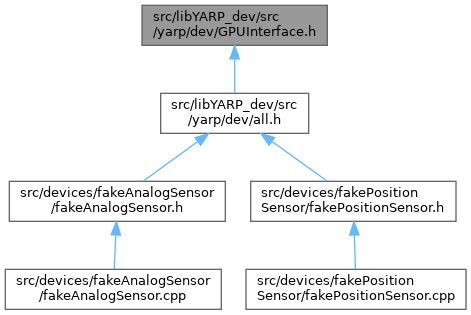 src/libYARP_dev/src
/yarp/dev/GPUInterface.h
src/libYARP_dev/src
/yarp/dev/all.h
src/devices/fakeAnalogSensor
/fakeAnalogSensor.h
src/devices/fakePosition
Sensor/fakePositionSensor.h
src/devices/fakeAnalogSensor
/fakeAnalogSensor.cpp
src/devices/fakePosition
Sensor/fakePositionSensor.cpp